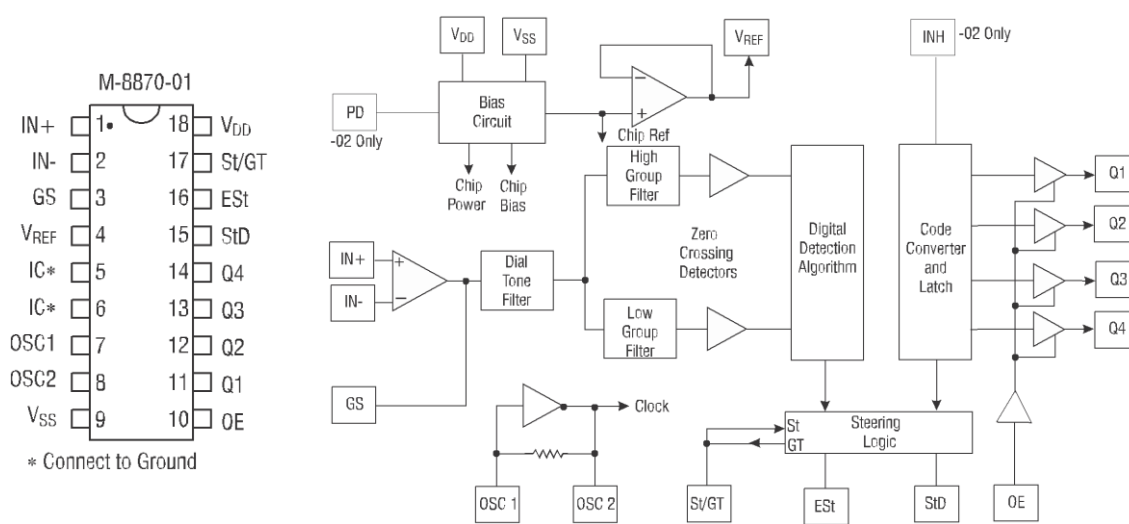 M-8870-01
IN+ 1 18 VDD
IN- 2 17 St/GT
GS 3 16 ESt
VREF 4 15 StD
IC* 5 14 Q4
IC* 6 13 Q3
OSC1 7 12 Q2
OSC2 8 11 Q1
VSS 9 10 OE
* Connect to Ground
VDD VSS VREF INH -02 Only
PD
-02 Only
Bias
Circuit
- +
Chip Ref
Chip
Power
Chip
Bias
High
Group
Filter
IN+ +
IN- −
Dial
Tone
Filter
Zero
Crossing
Detectors
Low
Group
Filter
Digital
Detection
Algorithm
Code
Converter
and
Latch
Q1
Q2
Q3
Q4
GS
Clock
St
GT
Steering
Logic
OSC 1 OSC 2 St/GT ESt StD OE